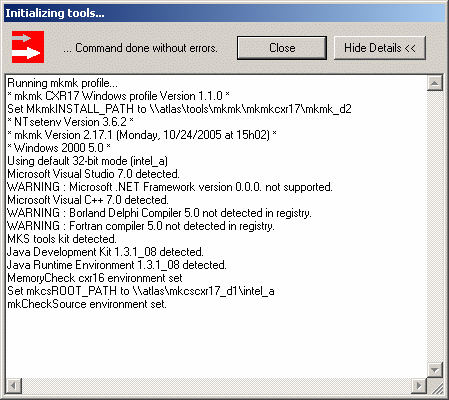 Initializing tools...
... Command done without errors.
Close
Hide Details <<
Running mkmk profile...
* mkmk CXR17 Windows profile Version 1.1.0 *
Set MkmkINSTALL_PATH to \\atlas\tools\mkmk\mkmkcxr17\mkmk_d2
* NTsetenv Version 3.6.2 *
* mkmk Version 2.17.1 (Monday, 10/24/2005 at 15h02) *
* Windows 2000 5.0 *
Using default 32-bit mode (intel_a)
Microsoft Visual Studio 7.0 detected.
WARNING : Microsoft .NET Framework version 0.0.0. not supported.
Microsoft Visual C++ 7.0 detected.
WARNING : Borland Delphi Compiler 5.0 not detected in registry.
WARNING : Fortran compiler 5.0 not detected in registry.
MKS tools kit detected.
Java Development Kit 1.3.1_08 detected.
Java Runtime Environment 1.3.1_08 detected.
MemoryCheck cxr16 environment set
Set mkcsROOT_PATH to \\atlas\mkcscxr17_d1\intel_a
mkCheckSource environment set.